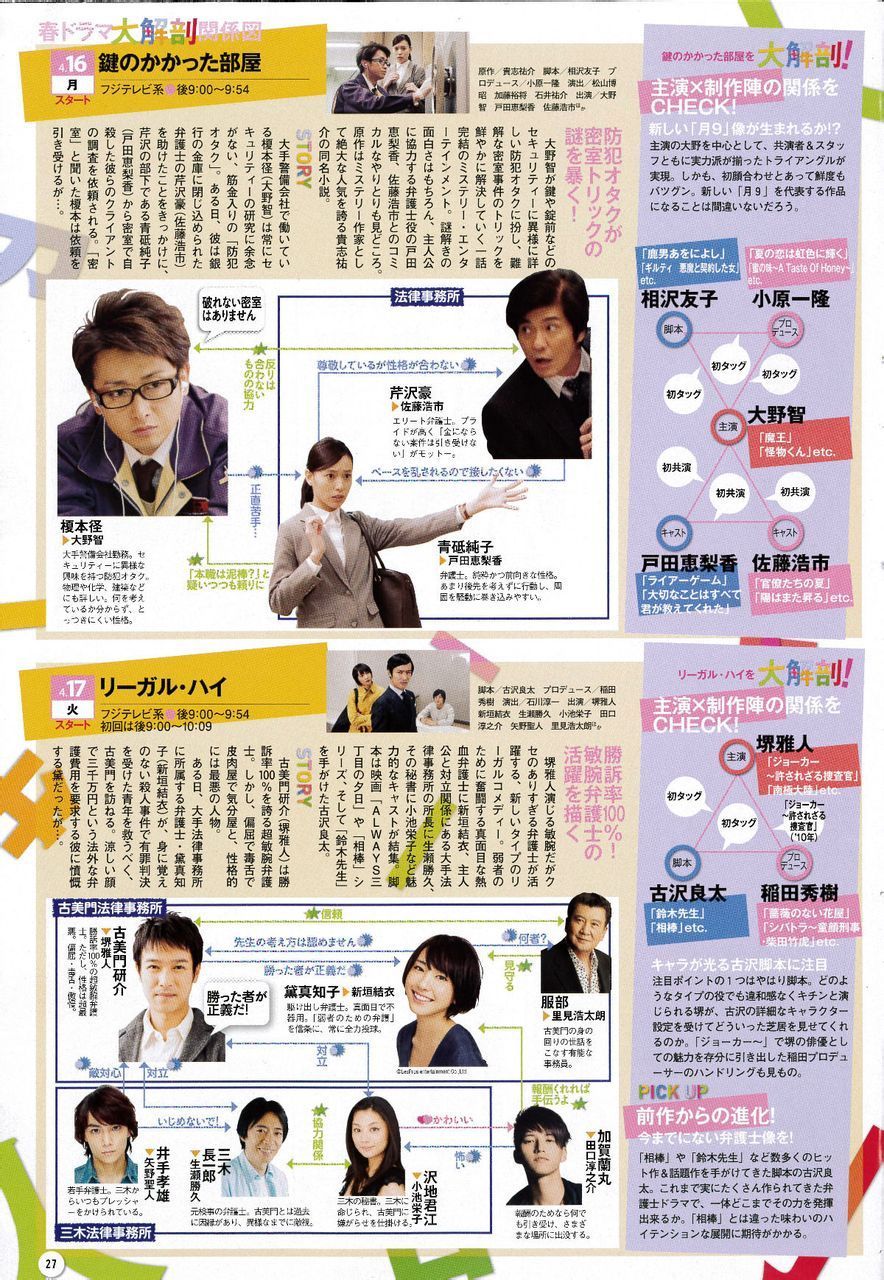 春ドラマ大解剖関係図
4.16
月
スタート
鍵のかかった部屋
フジテレビ系 後9:00〜9:54
原作/貴志祐介 脚本/相沢友子 プ
ロデュース/小原一隆 演出/松山博
昭 加藤裕将 石井祐介 出演/大野
智 戸田恵梨香 佐藤浩市ほか
防犯オタクが
密室トリックの
謎を暴く!
大野智が鍵や錠前などの
セキュリティーに異様に詳
しい防犯オタクに扮し、難
解な密室事件のトリックを
鮮やかに解決していく一話
完結のミステリー・エンタ
ーテインメント。謎解きの
面白さはもちろん、主人公
に協力する弁護士役の戸田
恵梨香、佐藤浩市とのコミ
カルなやりとりも見どころ。
原作はミステリー作家とし
て絶大な人気を誇る貴志祐
介の同名小説。
STORY
大手警備会社で働いてい
る榎本径(大野智)は常にセ
キュリティーの研究に余念
がない、筋金入りの「防犯
オタク」。ある日、彼は銀
行の金庫に閉じ込められた
弁護士の芹沢豪(佐藤浩市)
を助けたことをきっかけに、
芹沢の部下である青砥純子
(戸田恵梨香)から密室で自
殺した彼らのクライアント
の調査を依頼される。「密
室」と聞いた榎本は依頼を
引き受けるが…。
法律事務所
破れない密室
はありません
反りは
合わない
ものの協力
尊敬しているが性格が合わない
芹沢豪
▶佐藤浩市
エリート弁護士。プラ
イドが高く「金になら
ない案件は引き受けな
い」がモットー。
ペースを乱されるので接したくない
正直苦手…
「本職は泥棒?」と
疑いつつも頼りに
榎本径
▶大野智
大手警備会社勤務。セ
キュリティーに異様な
興味を持つ防犯オタク。
物理や化学、建築など
にも詳しい。何を考え
ているか分からず、と
っつきにくい性格。
青砥純子
▶戸田恵梨香
弁護士。純粋かつ前向きな性格。
あまり後先を考えずに行動し、周
囲を騒動に巻き込みやすい。
鍵のかかった部屋を大解剖!
主演×制作陣の関係を
CHECK!
新しい「月9」像が生まれるか!?
主演の大野を中心として、共演者&スタ
ッフともに実力派が揃ったトライアングルが
実現。しかも、初顔合わせとあって鮮度も
バツグン。新しい「月9」を代表する作品
になることは間違いないだろう。
「鹿男あをによし」
「ギルティ 悪魔と契約した女」
etc.
相沢友子
脚本
「夏の恋は虹色に輝く」
「蜜の味〜A Taste Of Honey〜」
etc.
小原一隆
プロデュース
初タッグ
初タッグ
初タッグ
主演
大野智
「魔王」
「怪物くん」etc.
初共演
初共演
初共演
キャスト
戸田恵梨香
「ライアーゲーム」
「大切なことはすべて
君が教えてくれた」
キャスト
佐藤浩市
「官僚たちの夏」
「陽はまた昇る」etc.
4.17
火
スタート
リーガル・ハイ
フジテレビ系 後9:00〜9:54
初回は後9:00〜10:09
脚本/古沢良太 プロデュース/稲田
秀樹 演出/石川淳一 出演/堺雅人
新垣結衣 生瀬勝久 小池栄子 田口
淳之介 矢野聖人 里見浩太朗ほか
勝訴率100%!
敏腕弁護士の
活躍を描く
堺雅人演じる敏腕だがク
セのありすぎる弁護士が活
躍する、新しいタイプのリ
ーガルコメディー。弱者の
ために奮闘する真面目な熱
血弁護士に新垣結衣、主人
公と対立関係にある大手法
律事務所の所長に生瀬勝久、
その秘書に小池栄子など魅
力的なキャストが結集。脚
本は映画「ALWAYS三
丁目の夕日」や「相棒」シ
リーズ、そして「鈴木先生」
を手がけた古沢良太。
STORY
古美門研介(堺雅人)は勝
訴率100%を誇る超敏腕弁護
士。しかし、偏屈で毒舌で
皮肉屋で気分屋と、性格的
には最悪の人物。
ある日、大手法律事務所
に所属する弁護士・黛真知
子(新垣結衣)が、身に覚え
のない殺人事件で有罪判決
を受けた青年を救うべく、
古美門を訪ねる。涼しい顔
で三千万円という法外な弁
護費用を要求する彼に憤慨
する黛だったが…。
古美門法律事務所
古美門研介
▶堺雅人
勝訴率100%の超敏腕弁護
士。ただし、性格は超最
悪。偏屈・毒舌・傲慢。
信頼
先生の考え方は認めません
勝った者が正義だ
勝った者が
正義だ!
黛真知子▶新垣結衣
駆け出し弁護士。真面目で不
器用。「弱者のための弁護」
を信条に、常に全力投球。
何者?
見守る
服部
▶里見浩太朗
古美門の身の
回りの世話を
こなす有能な
事務員。
敵対心
対立
対立
報酬くれれば
手伝うよ
いじめないで!
井手孝雄
▶矢野聖人
若手弁護士。三木か
らいつもプレッシャー
をかけられている。
三木長一郎
▶生瀬勝久
元検事の弁護士。古美門とは過去
に因縁があり、異様なまでに敵視。
協力関係
かわいい
怖い
沢地君江
▶小池栄子
三木の秘書。三木に
命じられ、古美門に
嫌がらせを仕掛ける。
加賀蘭丸
▶田口淳之介
報酬のためなら何で
も引き受け、さまざ
まな場所に出没する。
三木法律事務所
リーガル・ハイを大解剖!
主演×制作陣の関係を
CHECK!
主演
堺雅人
「ジョーカー
〜許されざる捜査官」
「南極大陸」etc.
初タッグ
初タッグ
「ジョーカー
〜許されざる
捜査官」
('10年)
脚本
古沢良太
「鈴木先生」
「相棒」etc.
プロデュース
稲田秀樹
「薔薇のない花屋」
「シバトラ〜童顔刑事・
柴田竹虎」etc.
キャラが光る古沢脚本に注目
注目ポイントの1つはやはり脚本。どのよ
うなタイプの役でも違和感なくキチンと演
じられる堺が、古沢の詳細なキャラクター
設定を受けてどういった芝居を見せてくれ
るのか。「ジョーカー〜」で堺の俳優とし
ての魅力を存分に引き出した稲田プロデュ
ーサーのハンドリングも見もの。
PICK UP
前作からの進化!
今までにない弁護士像を!
「相棒」や「鈴木先生」など数多くのヒッ
ト作&話題作を手がけてきた脚本の古沢良
太。これまで実にたくさん作られてきた弁
護士ドラマで、一体どこまでその力を発揮
出来るか。「相棒」とは違った味わいのハ
イテンションな展開に期待がかかる。
27